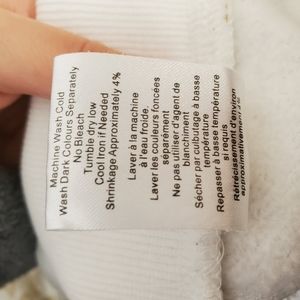 Machine Wash Cold
Wash Dark Colours Separately
No Bleach
Tumble dry low
Cool Iron if Needed
Shrinkage Approximately 4%
Laver à la machine
a l'eau froide.
Laver les couleurs foncées
séparément
Ne pas utiliser d'agent de
blanchiment
Sécher par culbutage à basse
température
Repasser à basse température
si requis
Rétrécissement d'environ
approximativement